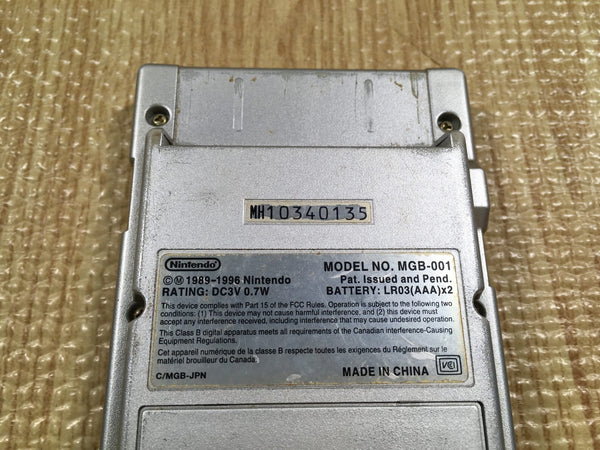 MH10340135
Nintendo
©Ⓜ 1989-1996 Nintendo
MODEL NO. MGB-001
Pat. Issued and Pend.
RATING: DC3V 0.7W
BATTERY: LR03(AAA)x2
This device complies with Part 15 of the FCC Rules. Operation is subject to the following two
conditions: (1) This device may not cause harmful interference, and (2) this device must
accept any interference received, including interference that may cause undesired operation.
This Class B digital apparatus meets all requirements of the Canadian Interference-Causing
Equipment Regulations.
Cet appareil numérique de la classe B respecte toutes les exigences du Règlement sur le
matériel brouilleur du Canada.
C/MGB-JPN
MADE IN CHINA
VCI